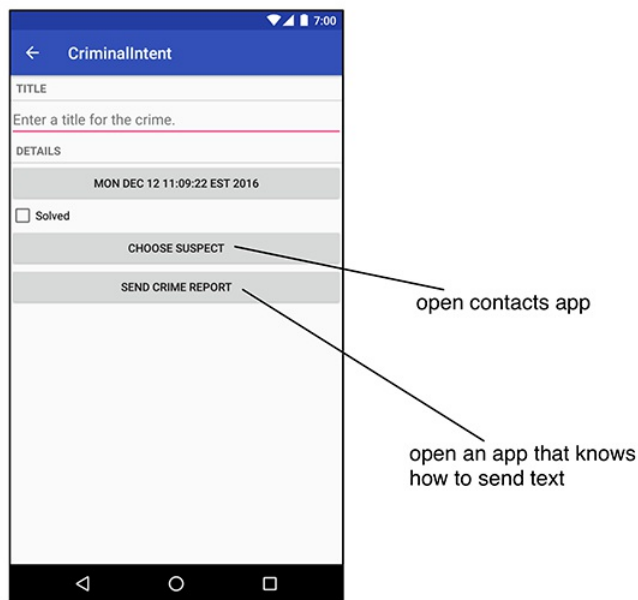 7:00
CriminalIntent
TITLE
Enter a title for the crime.
DETAILS
MON DEC 12 11:09:22 EST 2016
Solved
CHOOSE SUSPECT
SEND CRIME REPORT
open contacts app
open an app that knows
how to send text